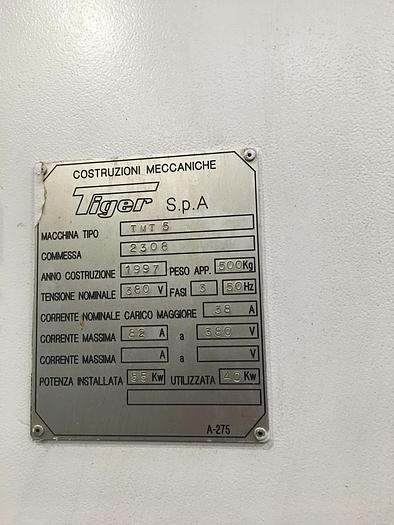 COSTRUZIONI MECCANICHE
Tiger S.p.A
MACCHINA TIPO TMT 5
COMMESSA 2308
ANNO COSTRUZIONE 1997 PESO APP. 500Kg
TENSIONE NOMINALE 380 V FASI 3 50 Hz
CORRENTE NOMINALE CARICO MAGGIORE 38 A
CORRENTE MASSIMA 82 A a 380 V
CORRENTE MASSIMA A a V
POTENZA INSTALLATA 55 Kw UTILIZZATA 40 Kw
A-275